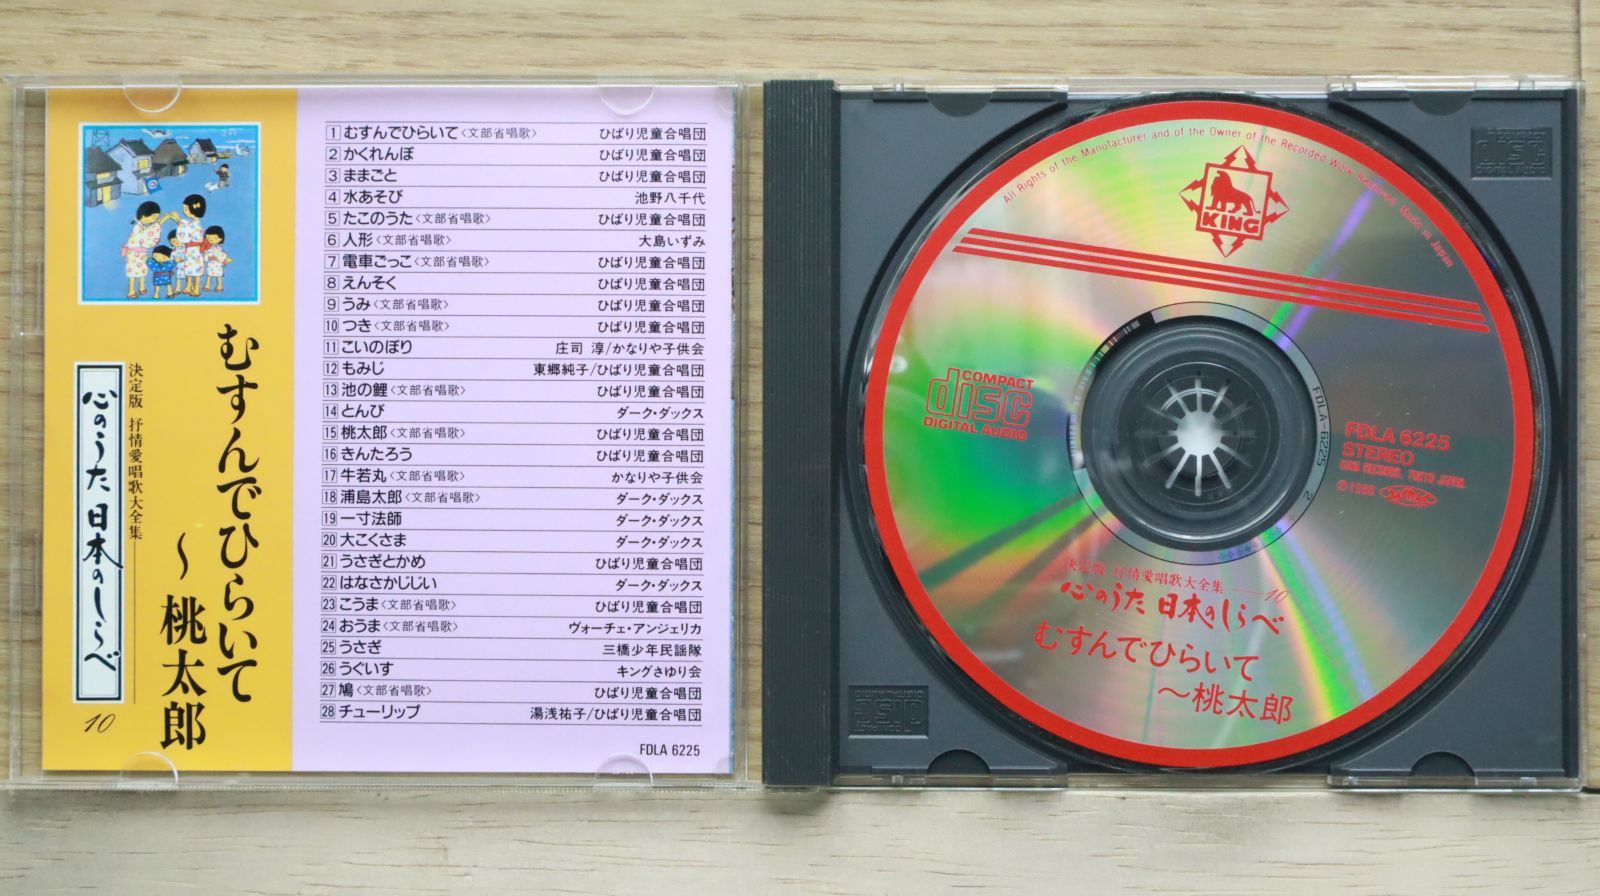 むすんでひらいて
～桃太郎
決定版 抒情愛唱歌大全集
心のうた 日本のしらべ
10
1 むすんでひらいて〈文部省唱歌〉 ひばり児童合唱団
2 かくれんぼ ひばり児童合唱団
3 ままごと ひばり児童合唱団
4 水あそび 池野八千代
5 たこのうた〈文部省唱歌〉 ひばり児童合唱団
6 人形〈文部省唱歌〉 大島いずみ
7 電車ごっこ〈文部省唱歌〉 ひばり児童合唱団
8 えんそく ひばり児童合唱団
9 うみ〈文部省唱歌〉 ひばり児童合唱団
10 つき〈文部省唱歌〉 ひばり児童合唱団
11 こいのぼり 庄司 淳/かなりや子供会
12 もみじ 東郷純子/ひばり児童合唱団
13 池の鯉〈文部省唱歌〉 ひばり児童合唱団
14 とんび ダーク・ダックス
15 桃太郎〈文部省唱歌〉 ひばり児童合唱団
16 きんたろう ひばり児童合唱団
17 牛若丸〈文部省唱歌〉 かなりや子供会
18 浦島太郎〈文部省唱歌〉 ダーク・ダックス
19 一寸法師 ダーク・ダックス
20 大こくさま ダーク・ダックス
21 うさぎとかめ ひばり児童合唱団
22 はなさかじじい ダーク・ダックス
23 こうま〈文部省唱歌〉 ひばり児童合唱団
24 おうま〈文部省唱歌〉 ヴォーチェ・アンジェリカ
25 うさぎ 三橋少年民謡隊
26 うぐいす キングさゆり会
27 鳩〈文部省唱歌〉 ひばり児童合唱団
28 チューリップ 湯浅祐子/ひばり児童合唱団
FDLA 6225
All Rights of the Manufacturer and of the Owner of the Recorded Work Reserved. Made in Japan
KING
COMPACT
disc
DIGITAL AUDIO
FDLA-6225
FDLA 6225
STEREO
KING RECORDS, TOKYO JAPAN.
決定版 抒情愛唱歌大全集 10
心のうた 日本のしらべ
むすんでひらいて
～桃太郎
COMPACT
disc
DIGITAL AUDIO
COMPACT
disc
DIGITAL AUDIO